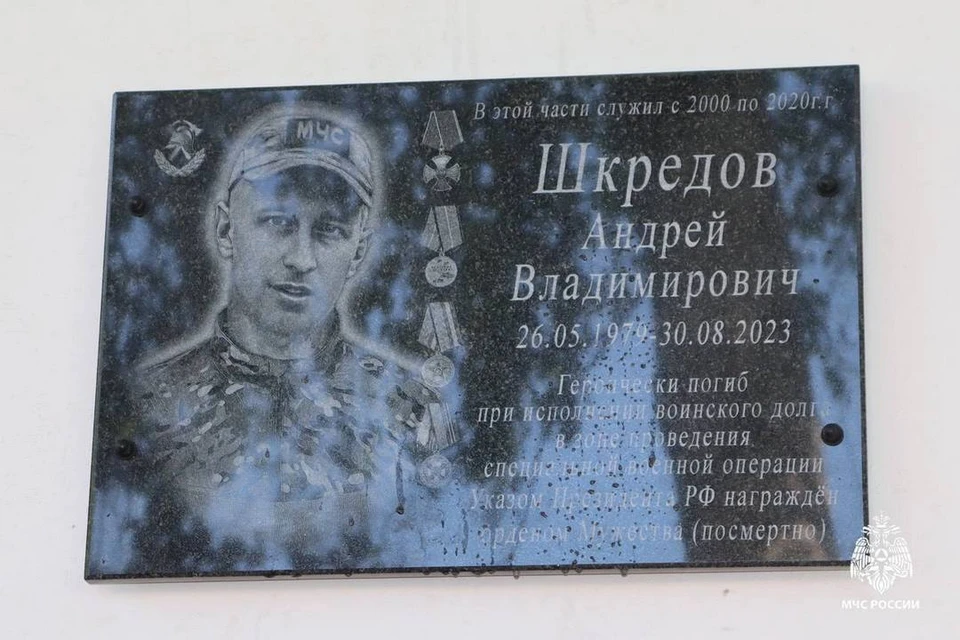 МЧС
В этой части служил с 2000 по 2020г.г
Шкредов
Андрей
Владимирович
26.05.1979-30.08.2023
Героически погиб
при исполнении воинского долга
в зоне проведения
специальной военной операции
Указом Президента РФ награждён
орденом Мужества (посмертно)
МЧС РОССИИ